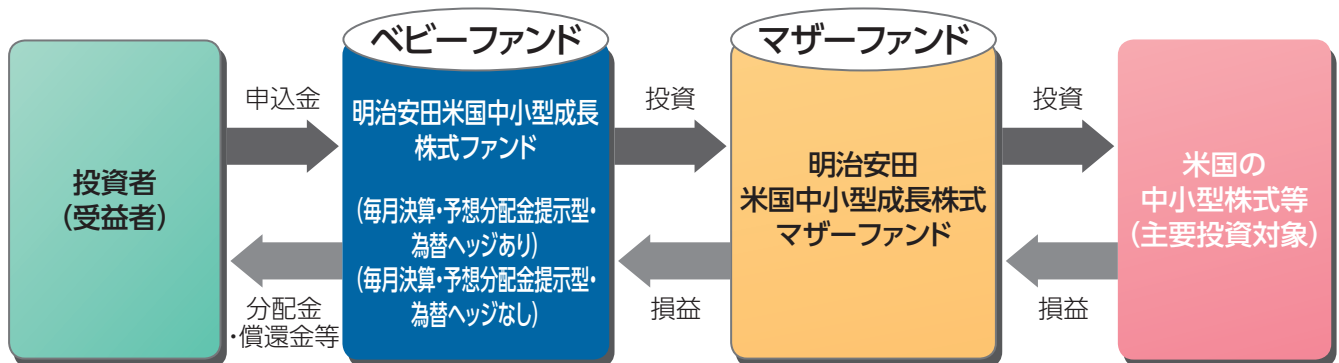 投資者
(受益者)
申込金
分配金
・償還金等
ベビーファンド
明治安田米国中小型成長
株式ファンド
(毎月決算・予想分配金提示型・
為替ヘッジあり)
(毎月決算・予想分配金提示型・
為替ヘッジなし)
投資
損益
マザーファンド
明治安田
米国中小型成長株式
マザーファンド
投資
損益
米国の
中小型株式等
(主要投資対象)